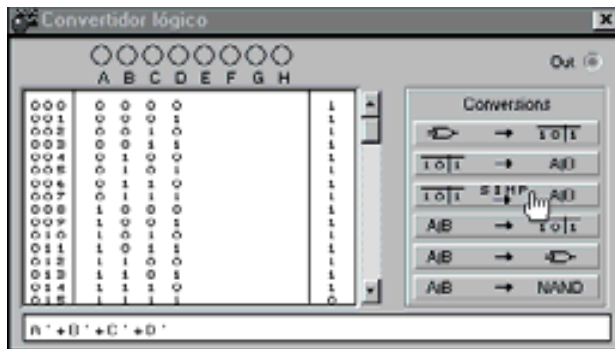 Convertidor lógico
Out
A B C D E F G H
Conversions
000 0 0 0 0 1
001 0 0 0 1 1
002 0 0 1 0 1
003 0 0 1 1 1
004 0 1 0 0 1
005 0 1 0 1 1
006 0 1 1 0 1
007 0 1 1 1 1
008 1 0 0 0 1
009 1 0 0 1 1
010 1 0 1 0 1
011 1 0 1 1 1
012 1 1 0 0 1
013 1 1 0 1 1
014 1 1 1 0 1
015 1 1 1 1 0
→ 10|1
10|1 → A|B
10|1 SIMP → A|B
A|B → 10|1
A|B →
A|B → NAND
A'+B'+C'+D'